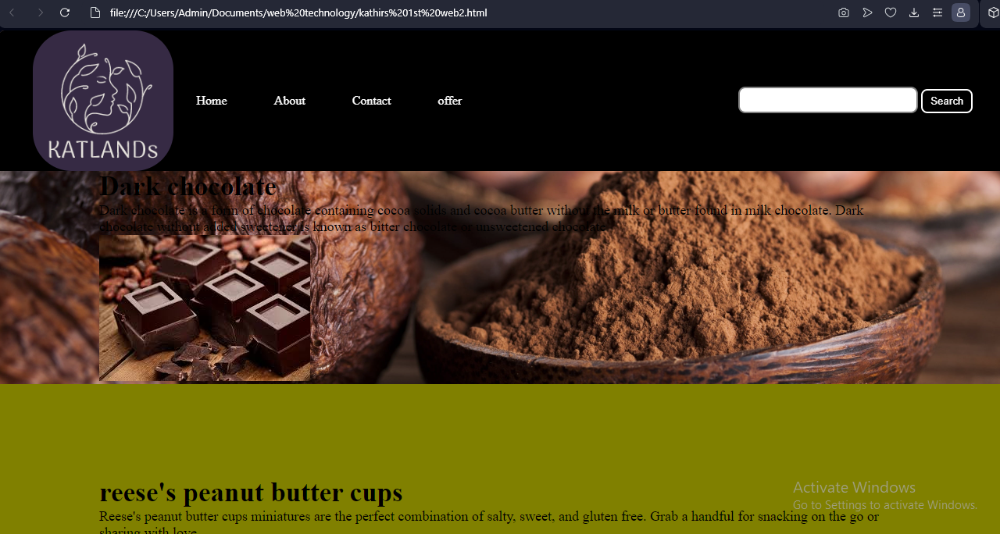 file:///C:/Users/Admin/Documents/web%20technology/kathirs%201st%20web2.html
KATLANDs
Home About Contact offer Search
Dark chocolate
Dark chocolate is a form of chocolate containing cocoa solids and cocoa butter without the milk or butter found in milk chocolate. Dark
chocolate without added sweetener is known as bitter chocolate or unsweetened chocolate.
reese's peanut butter cups
Reese's peanut butter cups miniatures are the perfect combination of salty, sweet, and gluten free. Grab a handful for snacking on the go or
sharing with love
Activate Windows
Go to Settings to activate Windows.